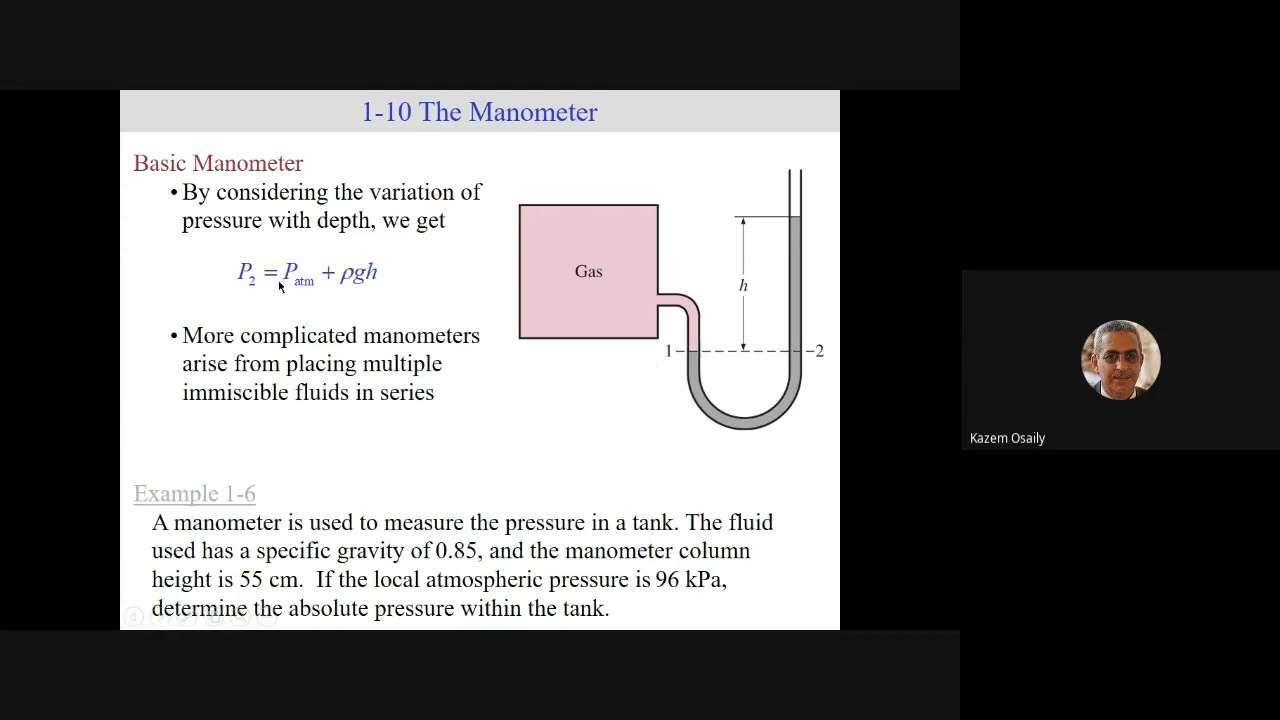 1-10 The Manometer
Basic Manometer
• By considering the variation of
pressure with depth, we get
P₂ = Patm + ρgh
• More complicated manometers
arise from placing multiple
immiscible fluids in series
Gas
h
1
2
Example 1-6
A manometer is used to measure the pressure in a tank. The fluid
used has a specific gravity of 0.85, and the manometer column
height is 55 cm. If the local atmospheric pressure is 96 kPa,
determine the absolute pressure within the tank.
Kazem Osaily